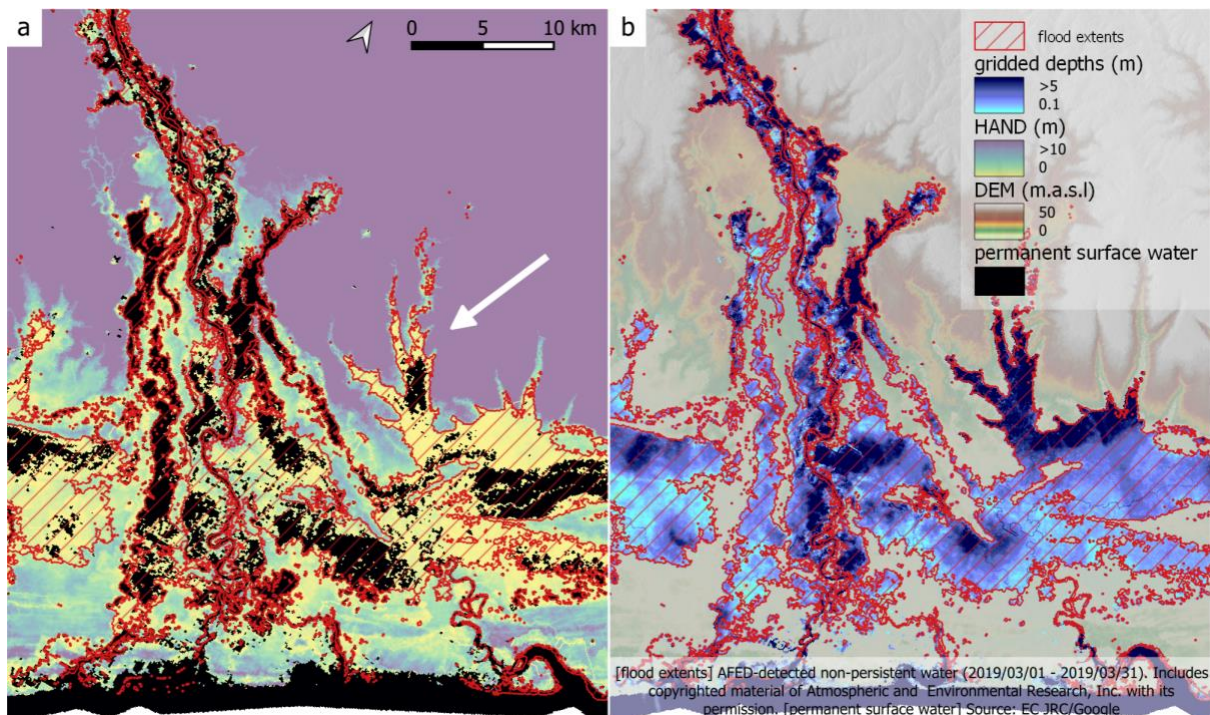 a
0 5 10 km
b
flood extents
gridded depths (m)
>5
0.1
HAND (m)
>10
0
DEM (m.a.s.l)
50
0
permanent surface water
[flood extents] AFED-detected non-persistent water (2019/03/01 - 2019/03/31). Includes
copyrighted material of Atmospheric and Environmental Research, Inc. with its
permission. [permanent surface water] Source: EC JRC/Google